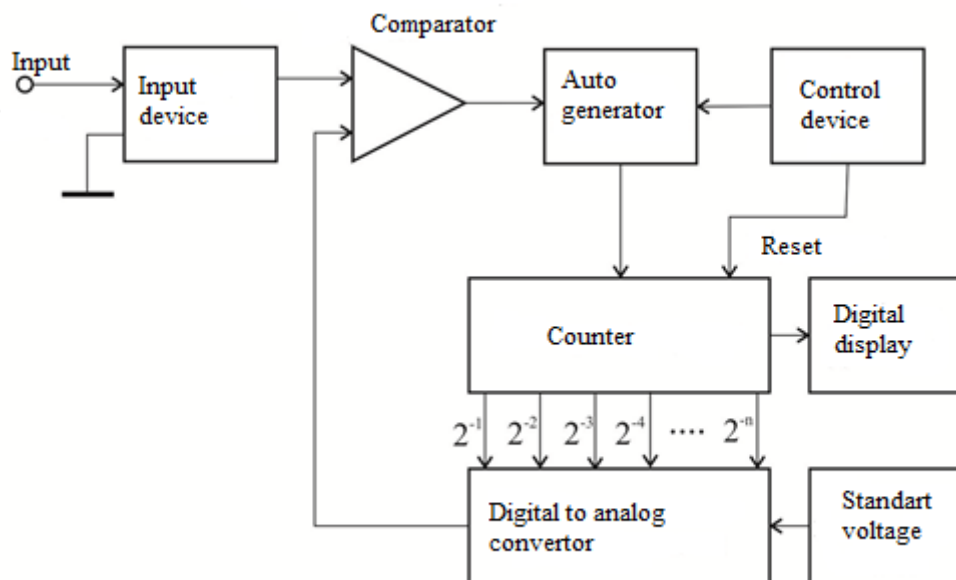 Comparator
Input
Input
device
Auto
generator
Control
device
Reset
Counter
Digital
display
2⁻¹ 2⁻² 2⁻³ 2⁻⁴ .... 2⁻ⁿ
Digital to analog
convertor
Standart
voltage